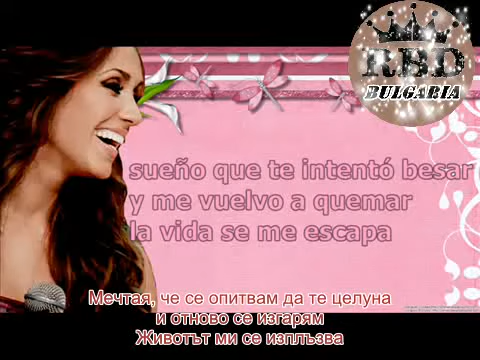 RBD
BULGARIA
sueño que te intentó besar
y me vuelvo a quemar
la vida se me escapa
Мечтая, че се опитвам да те целуна
и отново се изгарям
Животът ми се изплъзва